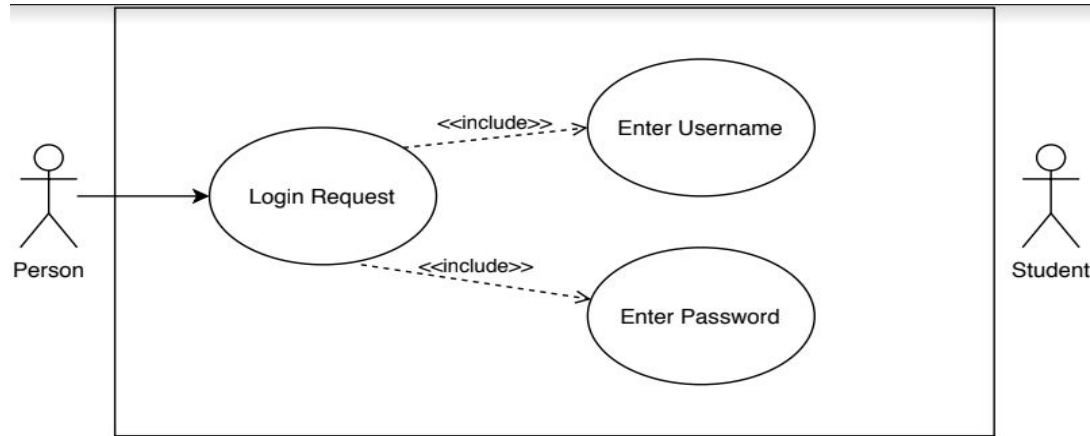 <<include>>
Enter Username
Login Request
Person
<<include>>
Student
Enter Password